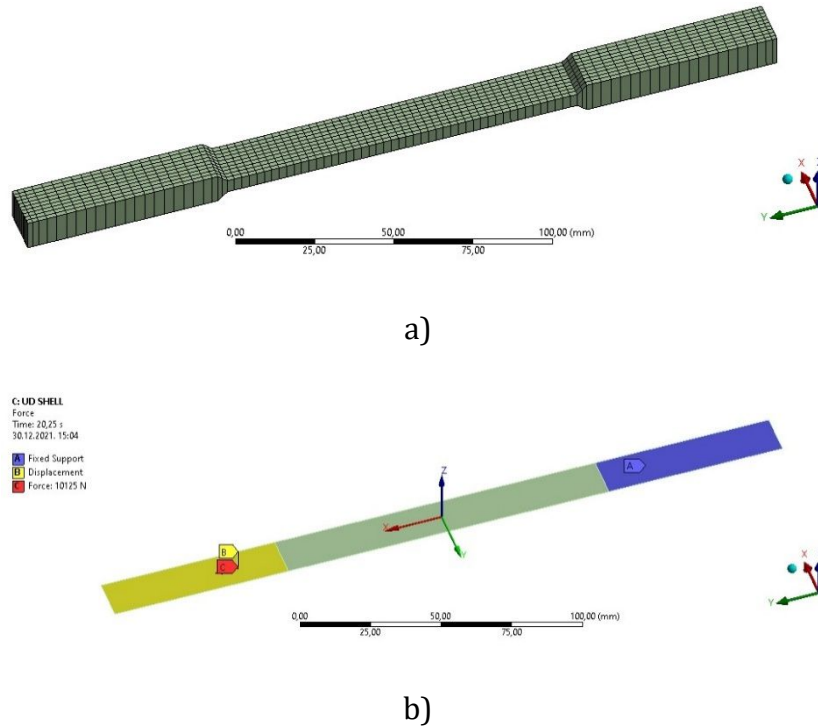 X
Z
Y
0,00
50,00
100,00 (mm)
25,00
75,00
a)
C: UD SHELL
Force
Time: 20,25 s
30.12.2021. 15:04
A Fixed Support
B Displacement
C Force: 10125 N
A
Z
X
Y
B
C
X
Y
0,00
50,00
100,00 (mm)
25,00
75,00
b)